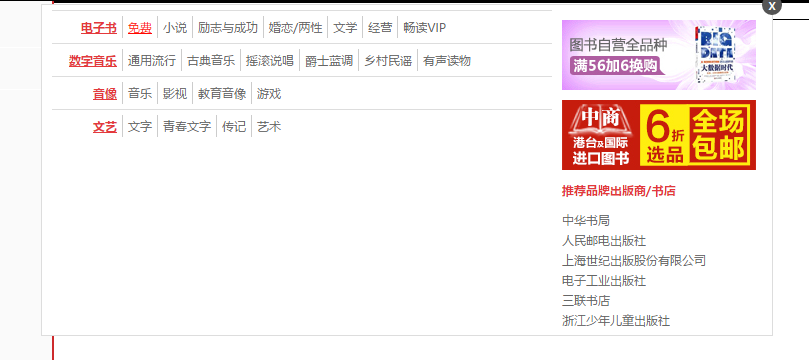 X
电子书 免费 小说 励志与成功 婚恋/两性 文学 经营 畅读VIP
数字音乐 通用流行 古典音乐 摇滚说唱 爵士蓝调 乡村民谣 有声读物
音像 音乐 影视 教育音像 游戏
文艺 文字 青春文字 传记 艺术
图书自营全品种
满56加6换购
BIG DATA
大数据时代
中商
港台及国际
进口图书
6折
选品
全场
包邮
推荐品牌出版商/书店
中华书局
人民邮电出版社
上海世纪出版股份有限公司
电子工业出版社
三联书店
浙江少年儿童出版社